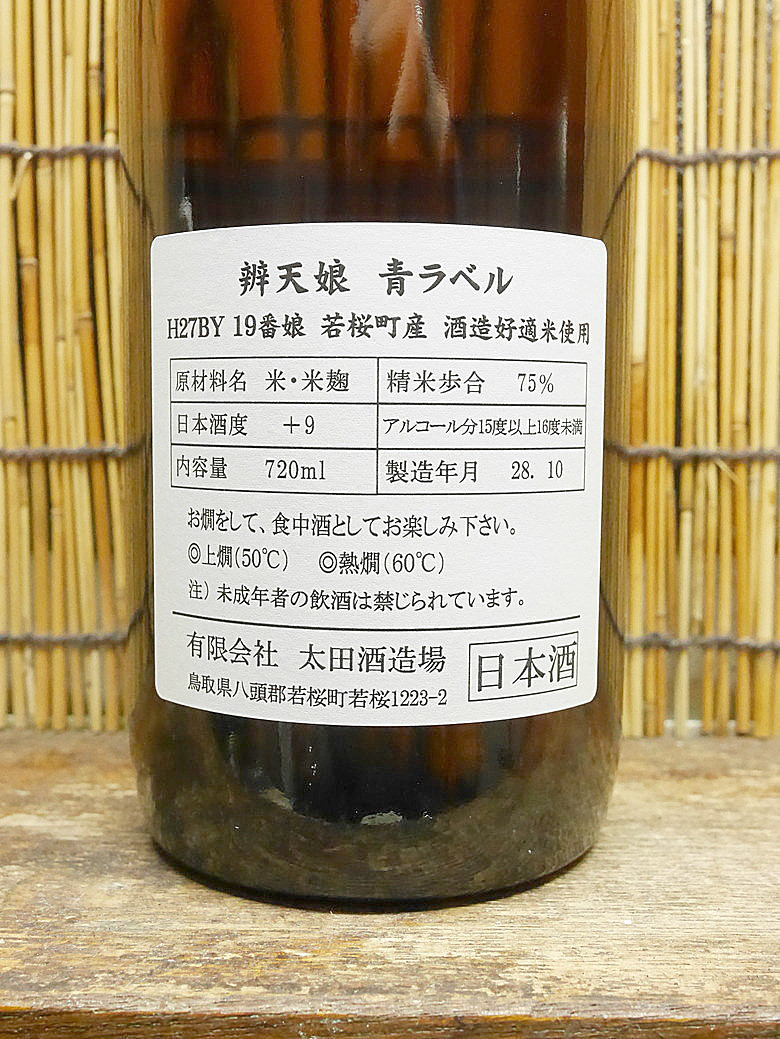 辨天娘 青ラベル
H27BY 19番娘 若桜町産 酒造好適米使用
原材料名 米・米麹 精米歩合 75%
日本酒度 +9 アルコール分15度以上16度未満
内容量 720ml 製造年月 28. 10
お燗をして、食中酒としてお楽しみ下さい。
◎上燗(50℃) ◎熱燗(60℃)
注) 未成年者の飲酒は禁じられています。
有限会社 太田酒造場
鳥取県八頭郡若桜町若桜1223-2
日本酒